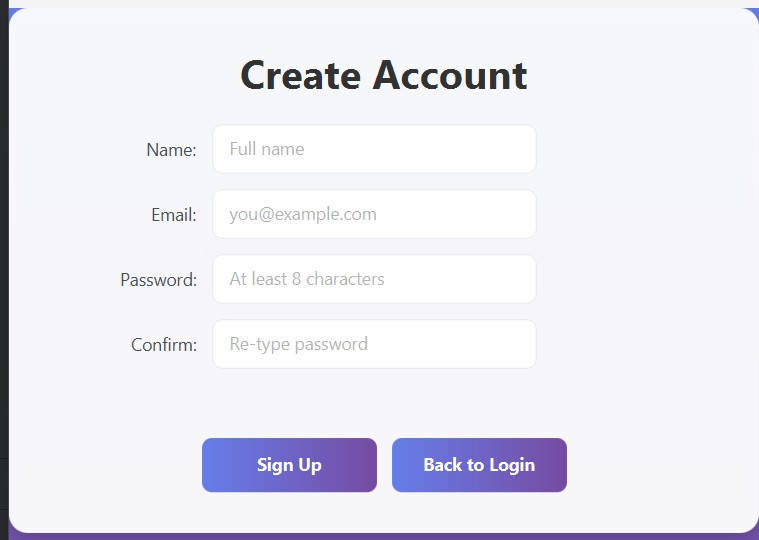 Create Account
Name: Full name
Email: you@example.com
Password: At least 8 characters
Confirm: Re-type password
Sign Up Back to Login